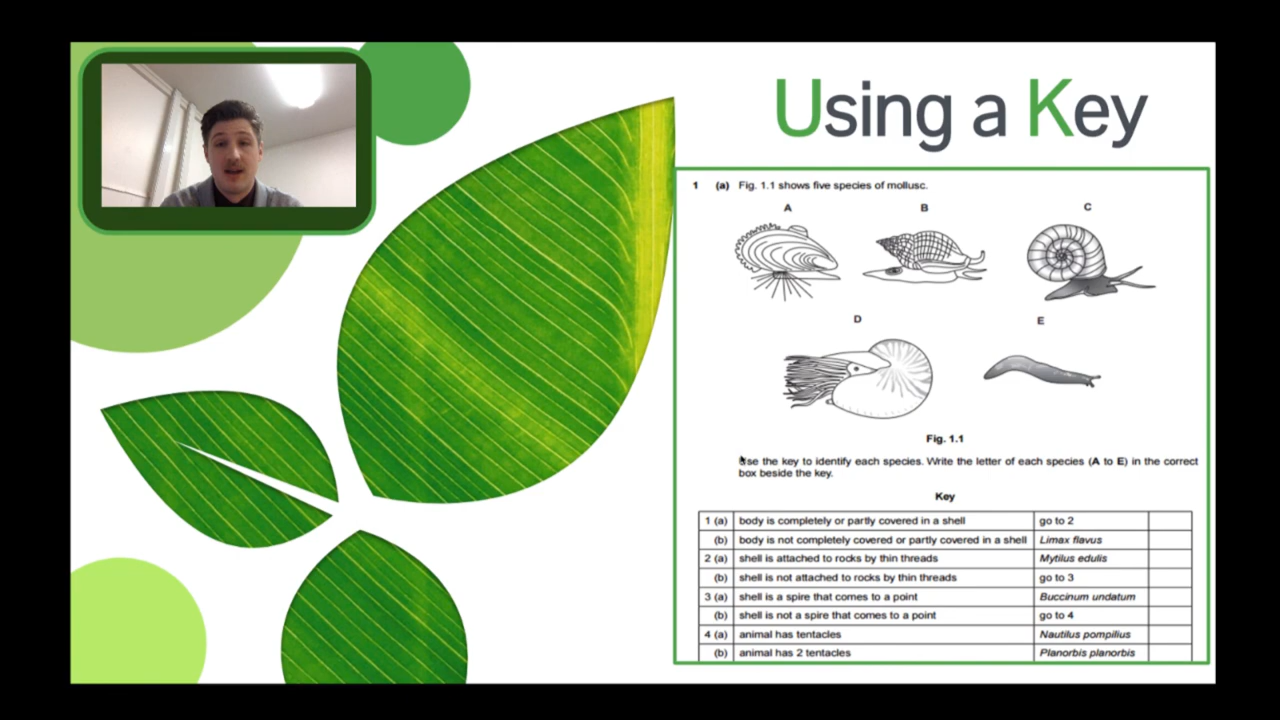 Using a Key
1 (a) Fig. 1.1 shows five species of mollusc.
A B C
D E
Fig. 1.1
Use the key to identify each species. Write the letter of each species (A to E) in the correct
box beside the key.
Key
1 (a) body is completely or partly covered in a shell go to 2
(b) body is not completely covered or partly covered in a shell Limax flavus
2 (a) shell is attached to rocks by thin threads Mytilus edulis
(b) shell is not attached to rocks by thin threads go to 3
3 (a) shell is a spire that comes to a point Buccinum undatum
(b) shell is not a spire that comes to a point go to 4
4 (a) animal has tentacles Nautilus pompilius
(b) animal has 2 tentacles Planorbis planorbis